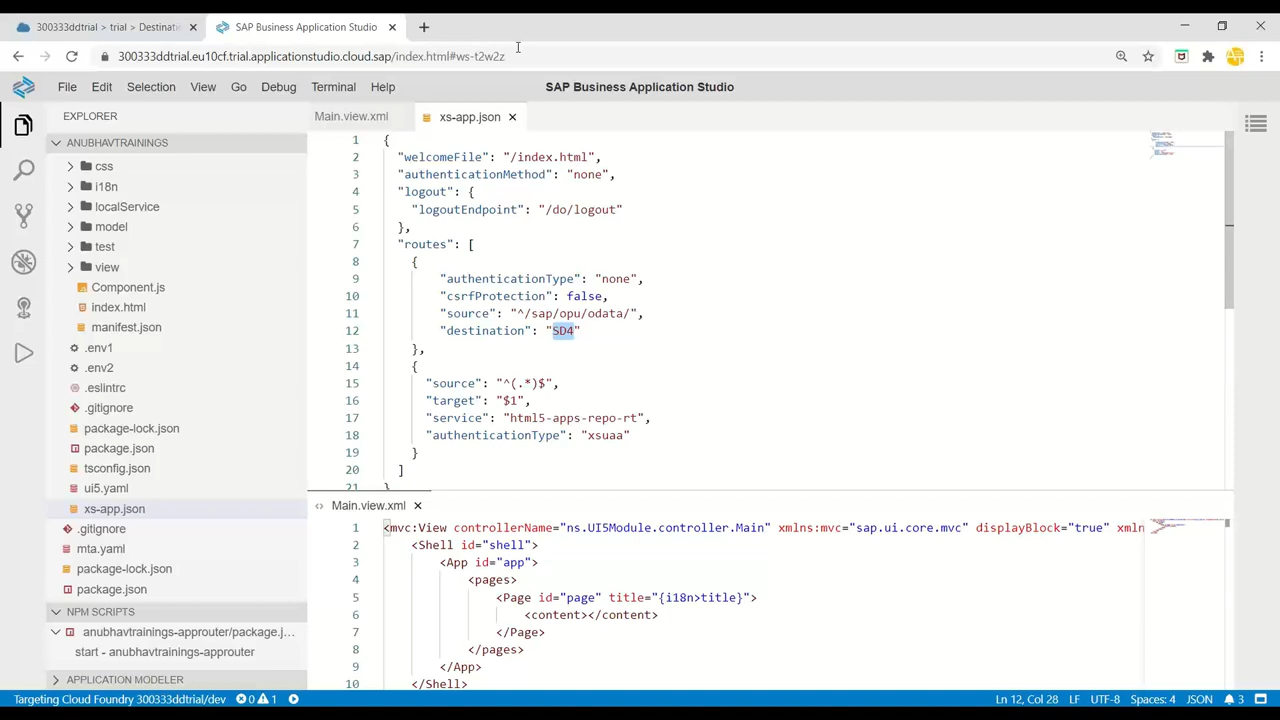 300333ddtrial > trial > Destinati
SAP Business Application Studio
300333ddtrial.eu10cf.trial.applicationstudio.cloud.sap/index.html#ws-t2w2z
File Edit Selection View Go Debug Terminal Help
SAP Business Application Studio
EXPLORER
ANUBHAVTRAININGS
css
i18n
localService
model
test
view
Component.js
index.html
manifest.json
.env1
.env2
.eslintrc
.gitignore
package-lock.json
package.json
tsconfig.json
ui5.yaml
xs-app.json
.gitignore
mta.yaml
package-lock.json
package.json
NPM SCRIPTS
anubhavtrainings-approuter/package.j...
start - anubhavtrainings-approuter
APPLICATION MODELER
Main.view.xml
xs-app.json
1 {
2 "welcomeFile": "/index.html",
3 "authenticationMethod": "none",
4 "logout": {
5 "logoutEndpoint": "/do/logout"
6 },
7 "routes": [
8 {
9 "authenticationType": "none",
10 "csrfProtection": false,
11 "source": "^/sap/opu/odata/",
12 "destination": "SD4"
13 },
14 {
15 "source": "^(.*)$",
16 "target": "$1",
17 "service": "html5-apps-repo-rt",
18 "authenticationType": "xsuaa"
19 }
20 ]
21 }
Main.view.xml
1 <mvc:View controllerName="ns.UI5Module.controller.Main" xmlns:mvc="sap.ui.core.mvc" displayBlock="true" xmln
2 <Shell id="shell">
3 <App id="app">
4 <pages>
5 <Page id="page" title="{i18n>title}">
6 <content></content>
7 </Page>
8 </pages>
9 </App>
10 </Shell>
Targeting Cloud Foundry 300333ddtrial/dev 0 1
Ln 12, Col 28 LF UTF-8 Spaces: 4 JSON 3